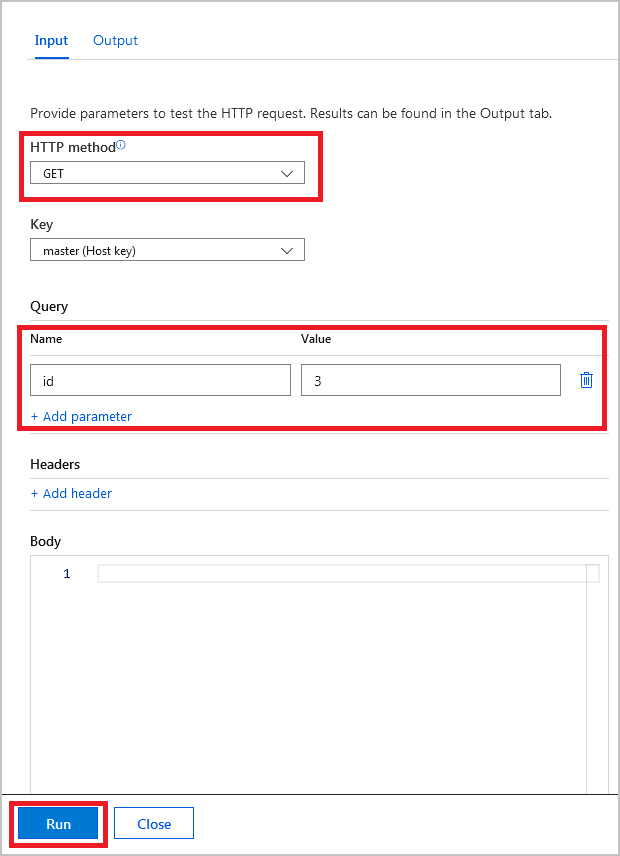 Input Output
Provide parameters to test the HTTP request. Results can be found in the Output tab.
HTTP method
GET
Key
master (Host key)
Query
Name Value
id 3
+ Add parameter
Headers
+ Add header
Body
1
Run Close